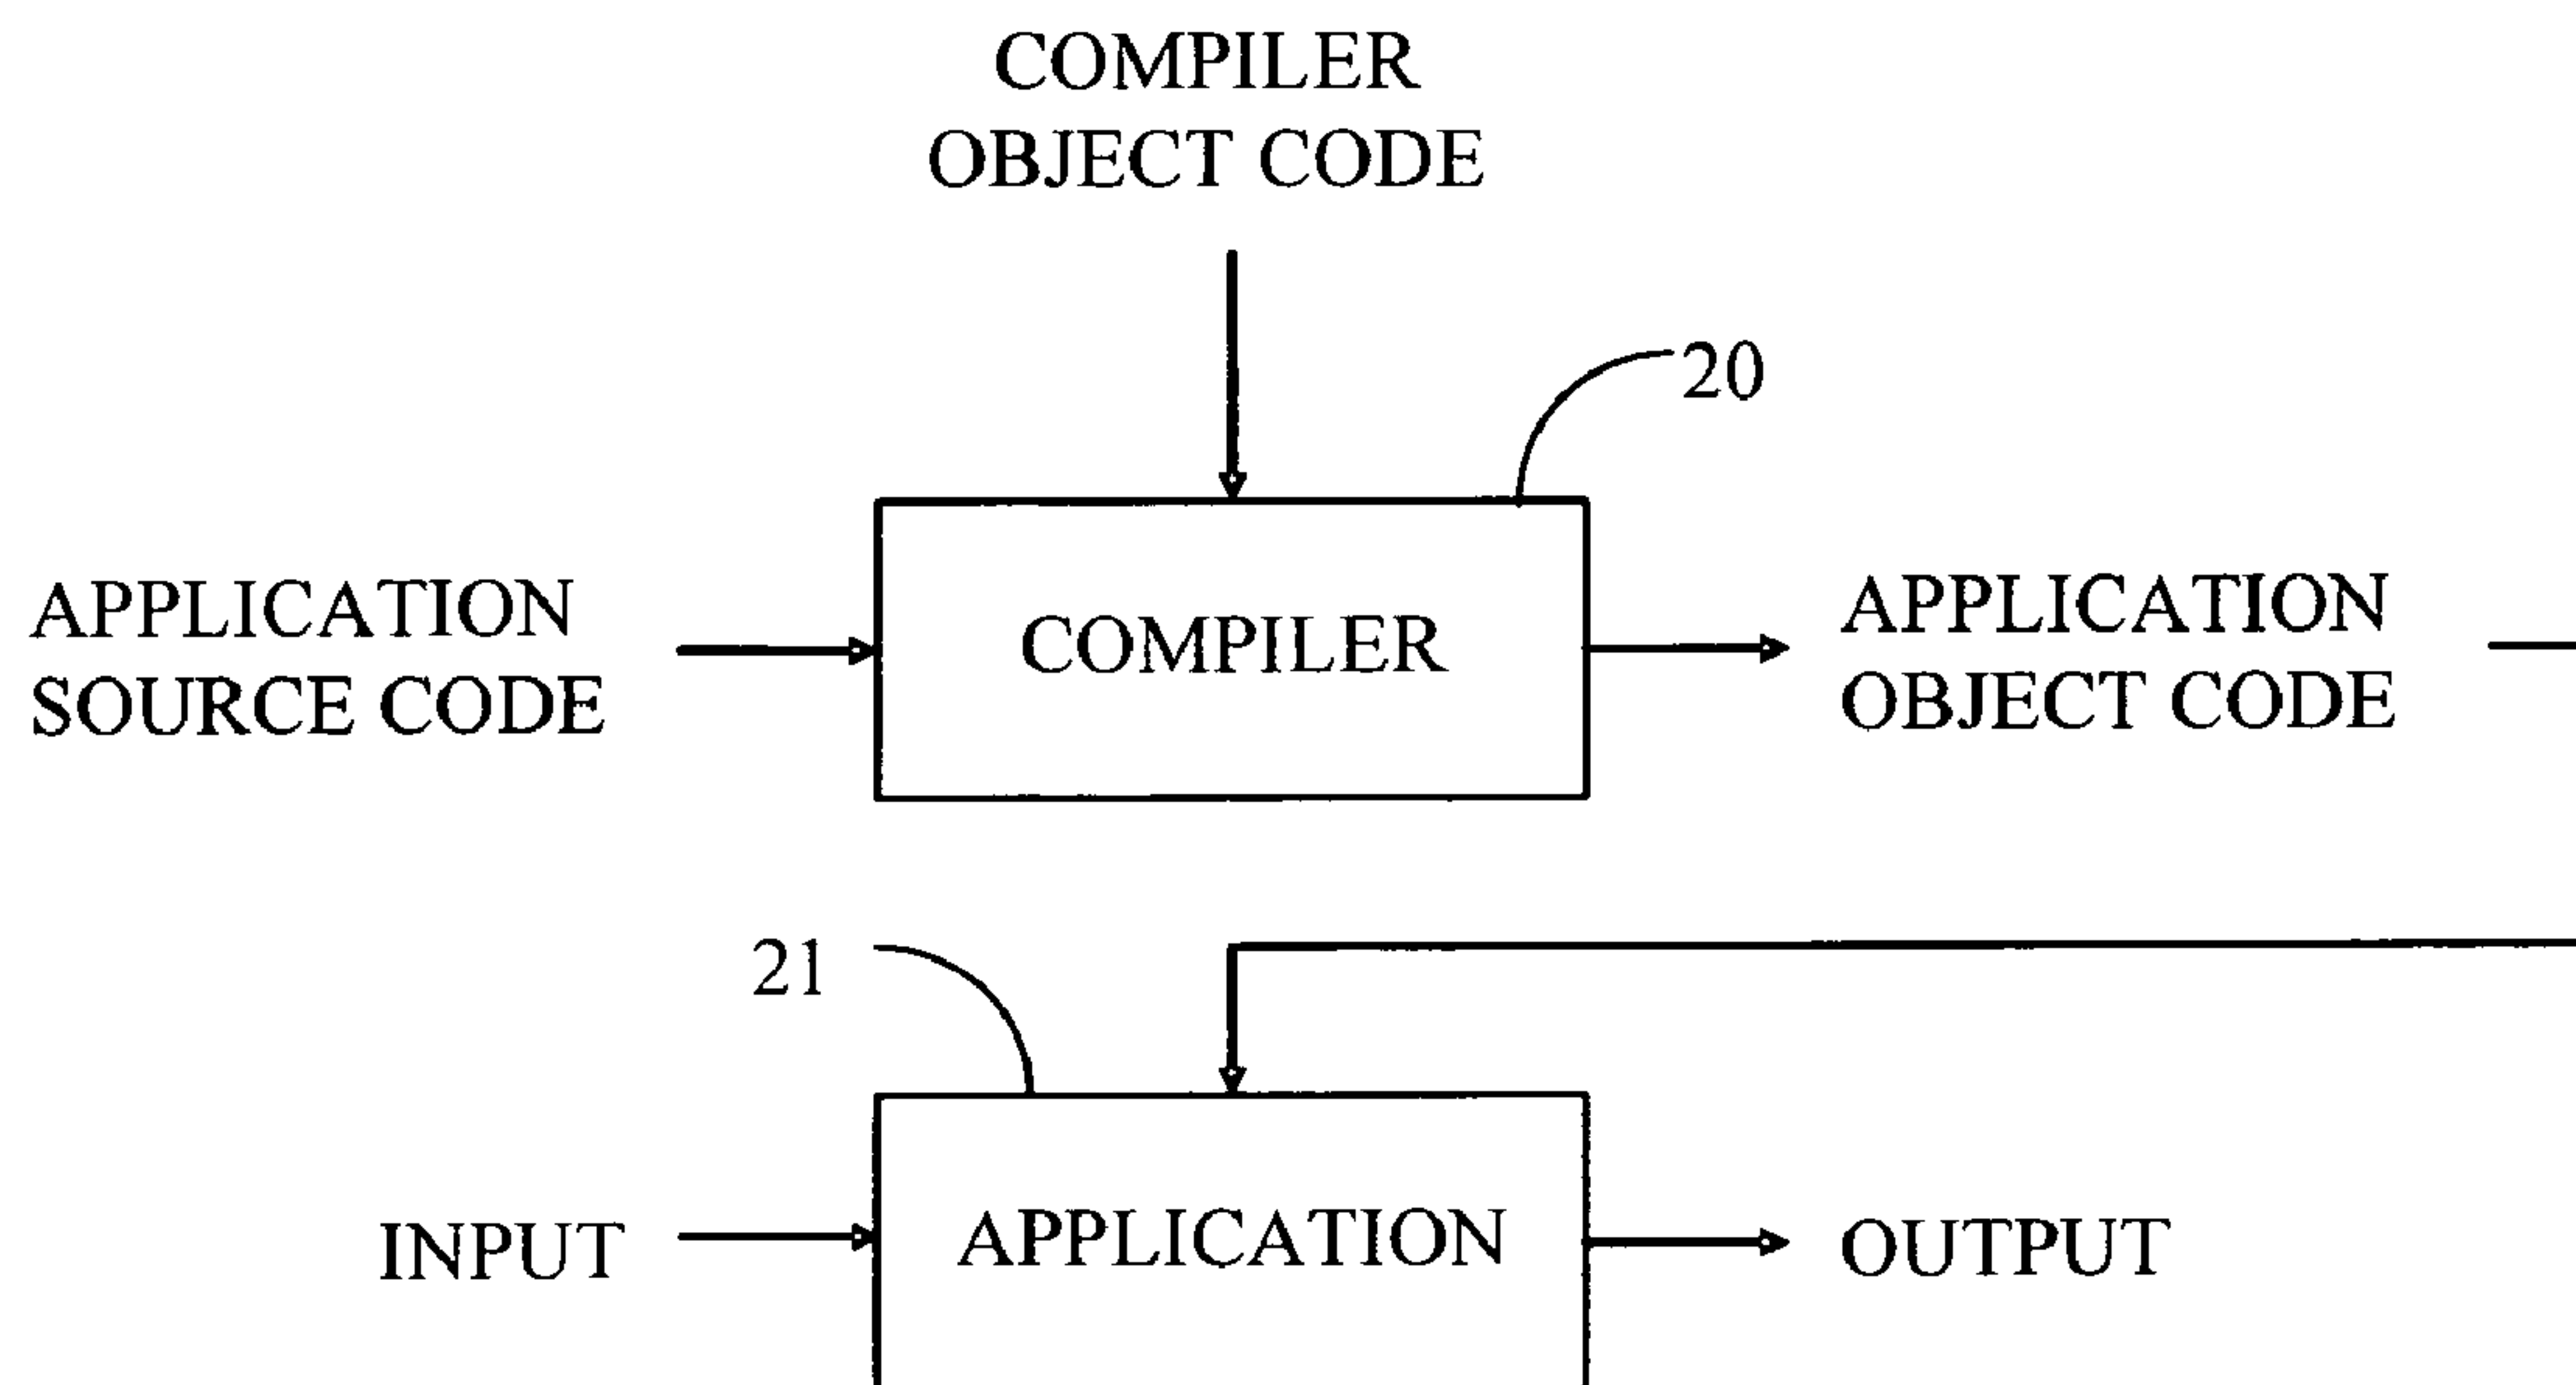 COMPILER
OBJECT CODE
20
APPLICATION
SOURCE CODE
COMPILER
APPLICATION
OBJECT CODE
21
INPUT
APPLICATION
OUTPUT